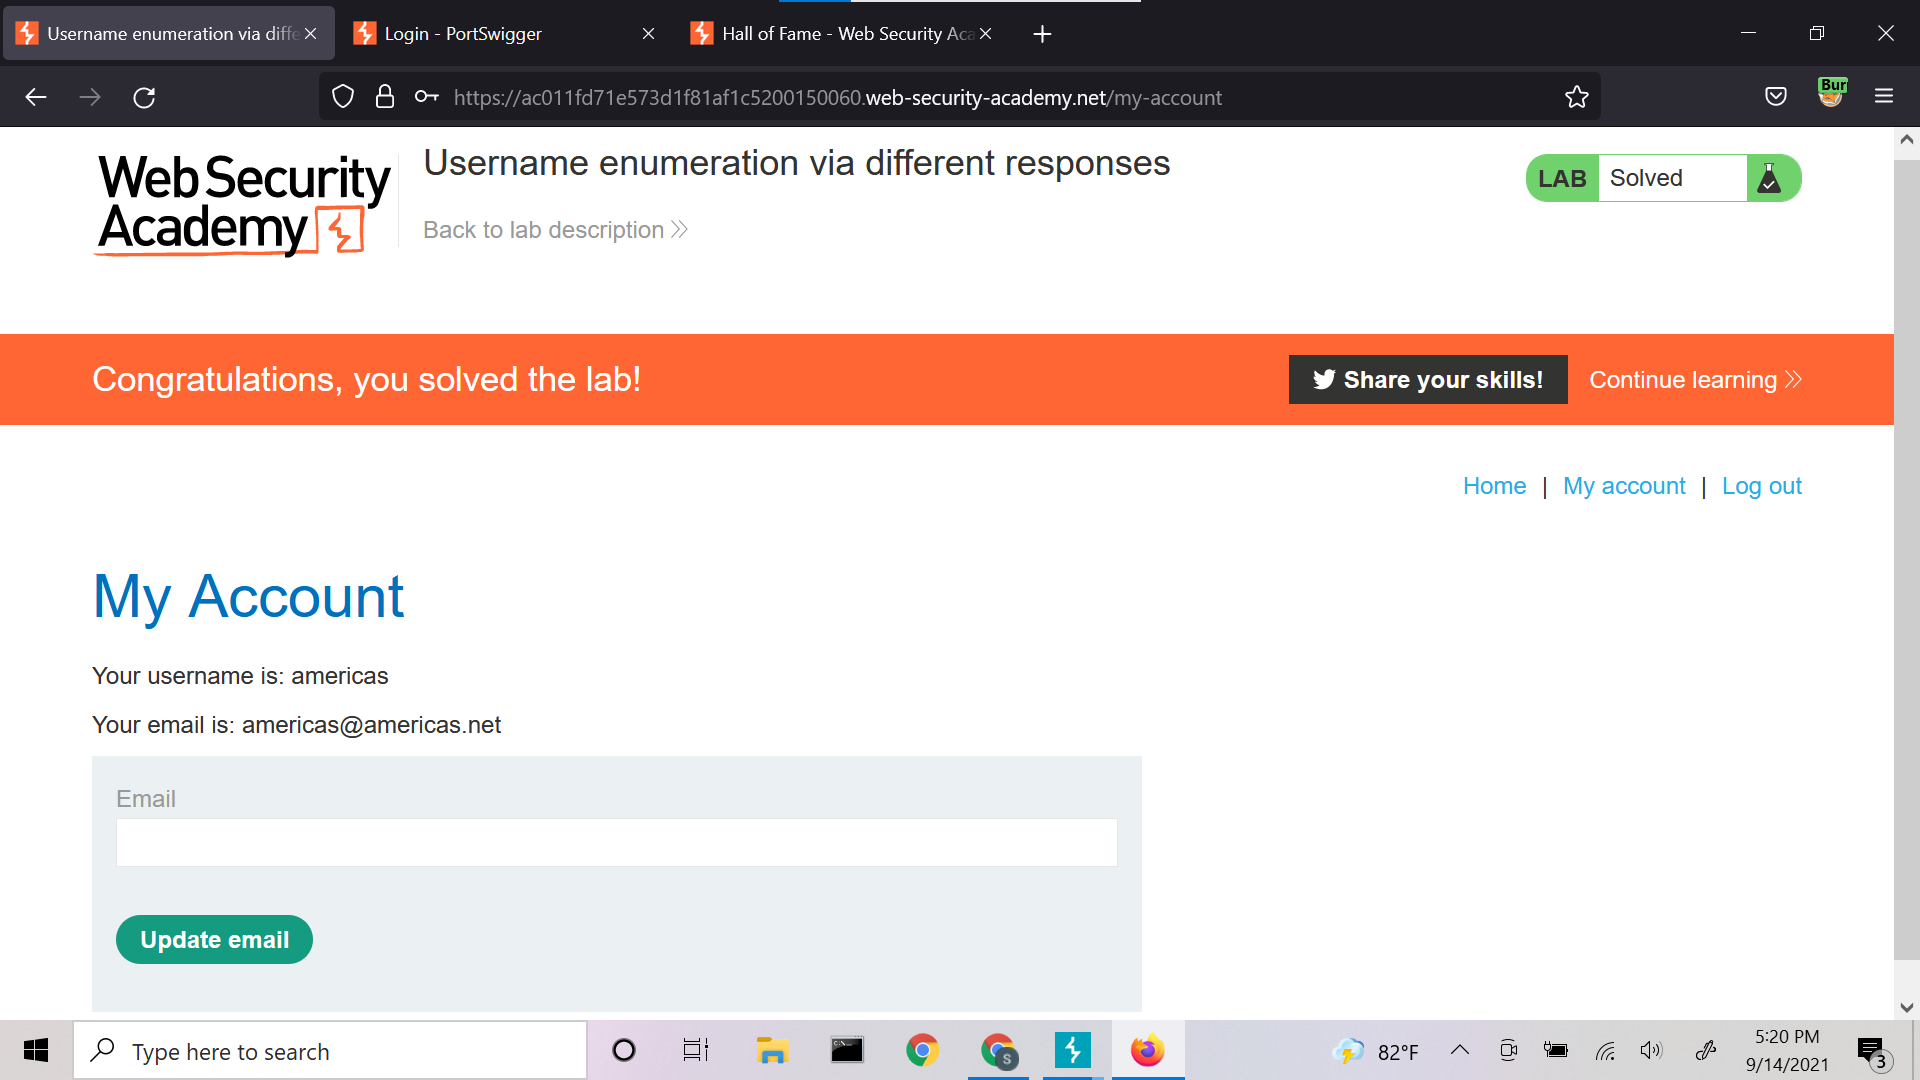 Username enumeration via diffe
Login - PortSwigger
Hall of Fame - Web Security Aca
https://ac011fd71e573d1f81af1c5200150060.web-security-academy.net/my-account
Bur
Web Security
Academy
Username enumeration via different responses
Back to lab description
LAB Solved
Congratulations, you solved the lab!
Share your skills!
Continue learning
Home | My account | Log out
My Account
Your username is: americas
Your email is: americas@americas.net
Email
Update email
Type here to search
S
82°F
5:20 PM
9/14/2021
3